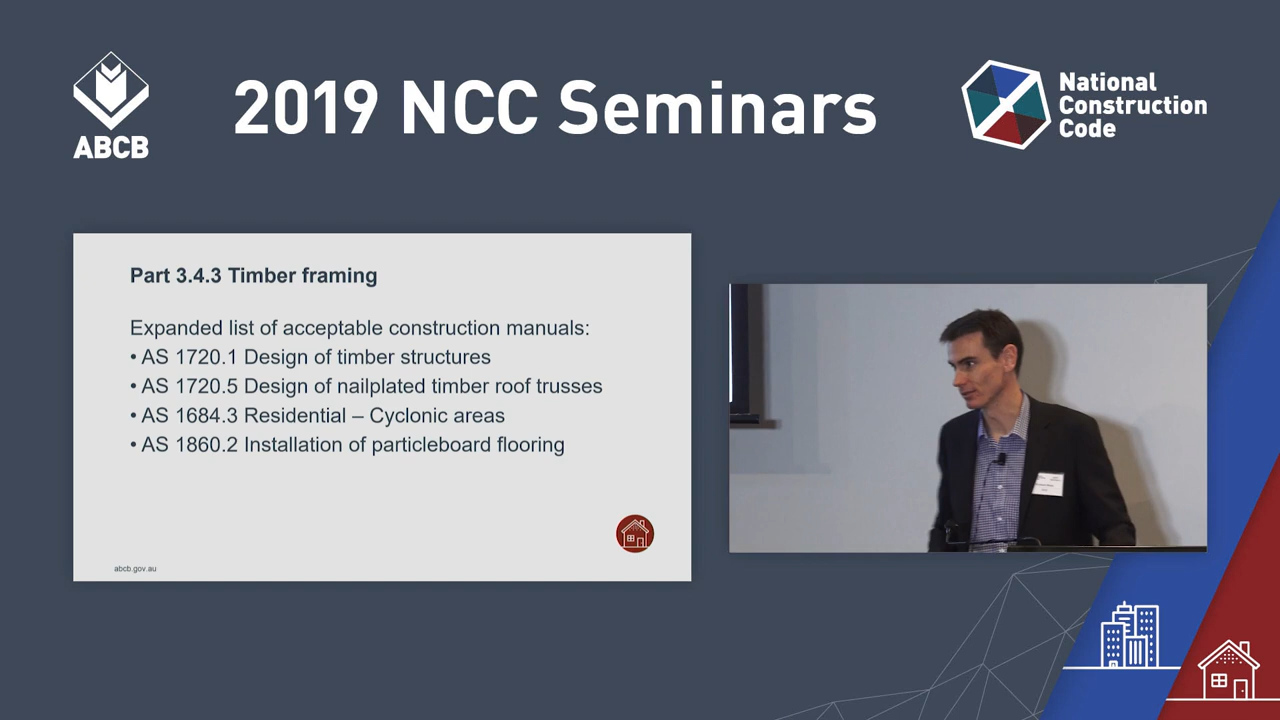 ABCB
2019 NCC Seminars
National
Construction
Code
Part 3.4.3 Timber framing
Expanded list of acceptable construction manuals:
• AS 1720.1 Design of timber structures
• AS 1720.5 Design of nailplated timber roof trusses
• AS 1684.3 Residential – Cyclonic areas
• AS 1860.2 Installation of particleboard flooring
abcb.gov.au